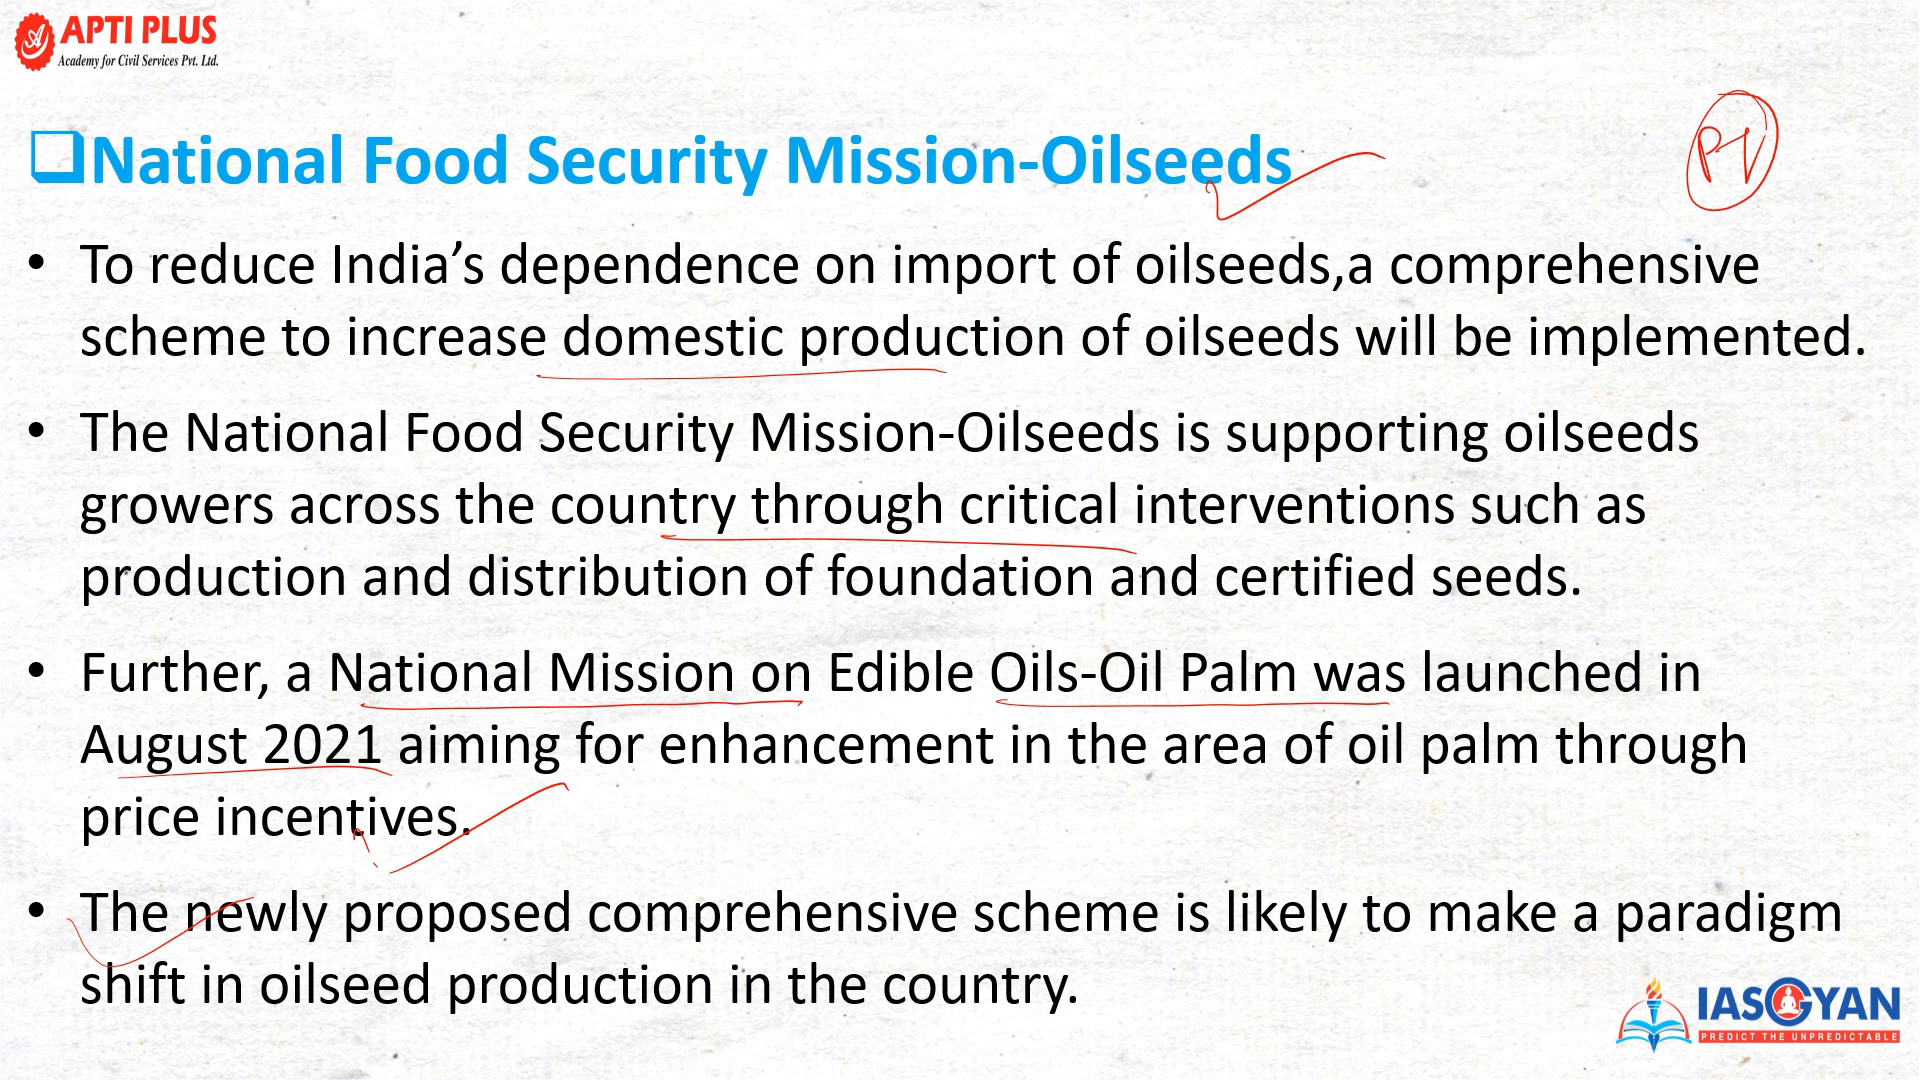 APTI PLUS
Academy for Civil Services Pvt. Ltd.
National Food Security Mission-Oilseeds
• To reduce India’s dependence on import of oilseeds,a comprehensive
scheme to increase domestic production of oilseeds will be implemented.
• The National Food Security Mission-Oilseeds is supporting oilseeds
growers across the country through critical interventions such as
production and distribution of foundation and certified seeds.
• Further, a National Mission on Edible Oils-Oil Palm was launched in
August 2021 aiming for enhancement in the area of oil palm through
price incentives.
• The newly proposed comprehensive scheme is likely to make a paradigm
shift in oilseed production in the country.
IASGYAN
PREDICT THE UNPREDICTABLE